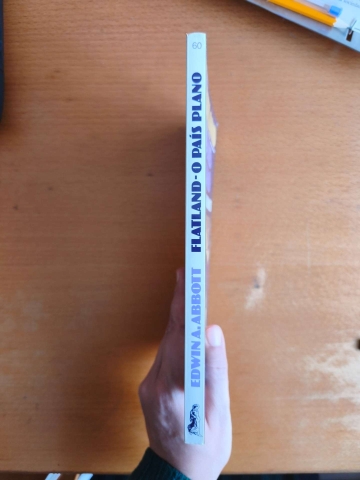 60
FLATLAND-O PAÍS PLANO
EDWIN A. ABBOTT